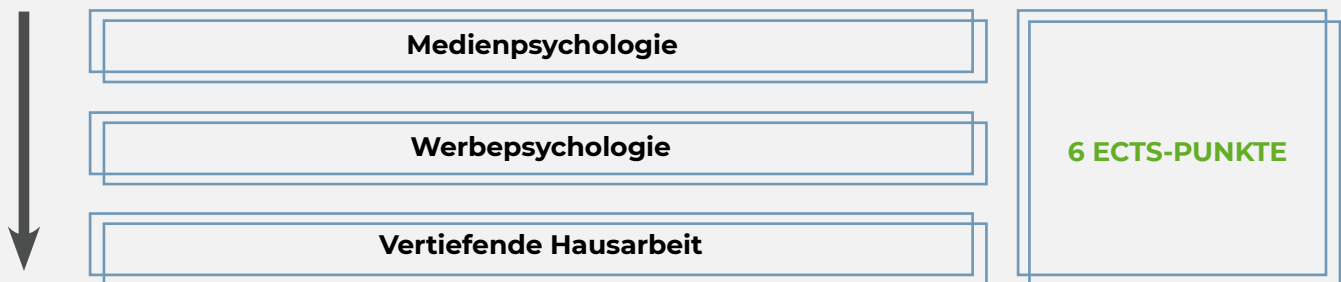 Medienpsychologie
Werbepsychologie
6 ECTS-PUNKTE
Vertiefende Hausarbeit